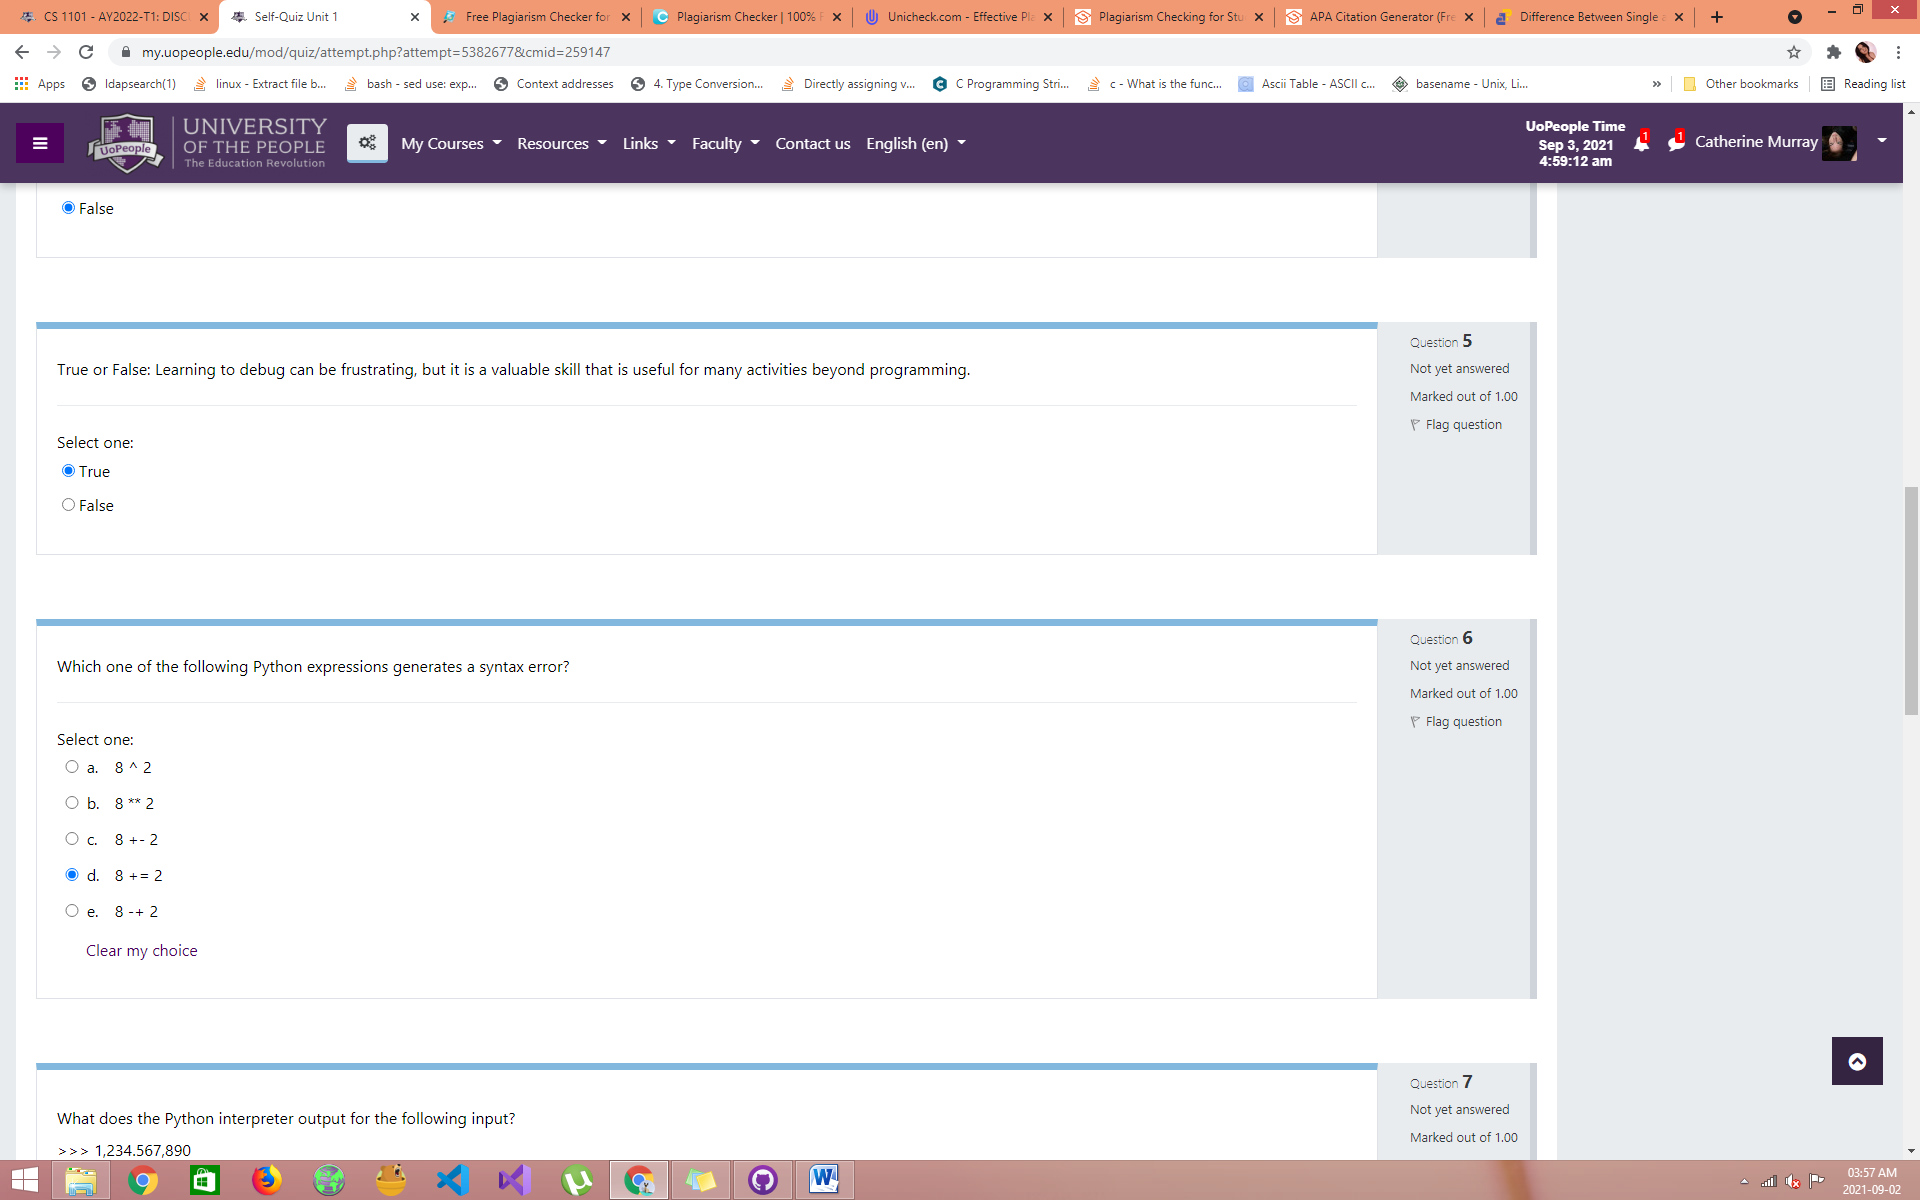 CS 1101 - AY2022-T1: DISC
Self-Quiz Unit 1
Free Plagiarism Checker for
Plagiarism Checker | 100% F
Unicheck.com - Effective Pla
Plagiarism Checking for Stu
APA Citation Generator (Fre
Difference Between Single a
my.uopeople.edu/mod/quiz/attempt.php?attempt=5382677&cmid=259147
Apps
ldapsearch(1)
linux - Extract file b...
bash - sed use: exp...
Context addresses
4. Type Conversion...
Directly assigning v...
C Programming Stri...
c - What is the func...
Ascii Table - ASCII c...
basename - Unix, Li...
»
Other bookmarks
Reading list
UoPeople
UNIVERSITY
OF THE PEOPLE
The Education Revolution
My Courses
Resources
Links
Faculty
Contact us
English (en)
UoPeople Time
Sep 3, 2021
4:59:12 am
1
1
Catherine Murray
False
True or False: Learning to debug can be frustrating, but it is a valuable skill that is useful for many activities beyond programming.
Select one:
True
False
Question 5
Not yet answered
Marked out of 1.00
Flag question
Which one of the following Python expressions generates a syntax error?
Select one:
a. 8 ^ 2
b. 8 ** 2
c. 8 +- 2
d. 8 += 2
e. 8 -+ 2
Clear my choice
Question 6
Not yet answered
Marked out of 1.00
Flag question
What does the Python interpreter output for the following input?
>>> 1,234.567,890
Question 7
Not yet answered
Marked out of 1.00
03:57 AM
2021-09-02